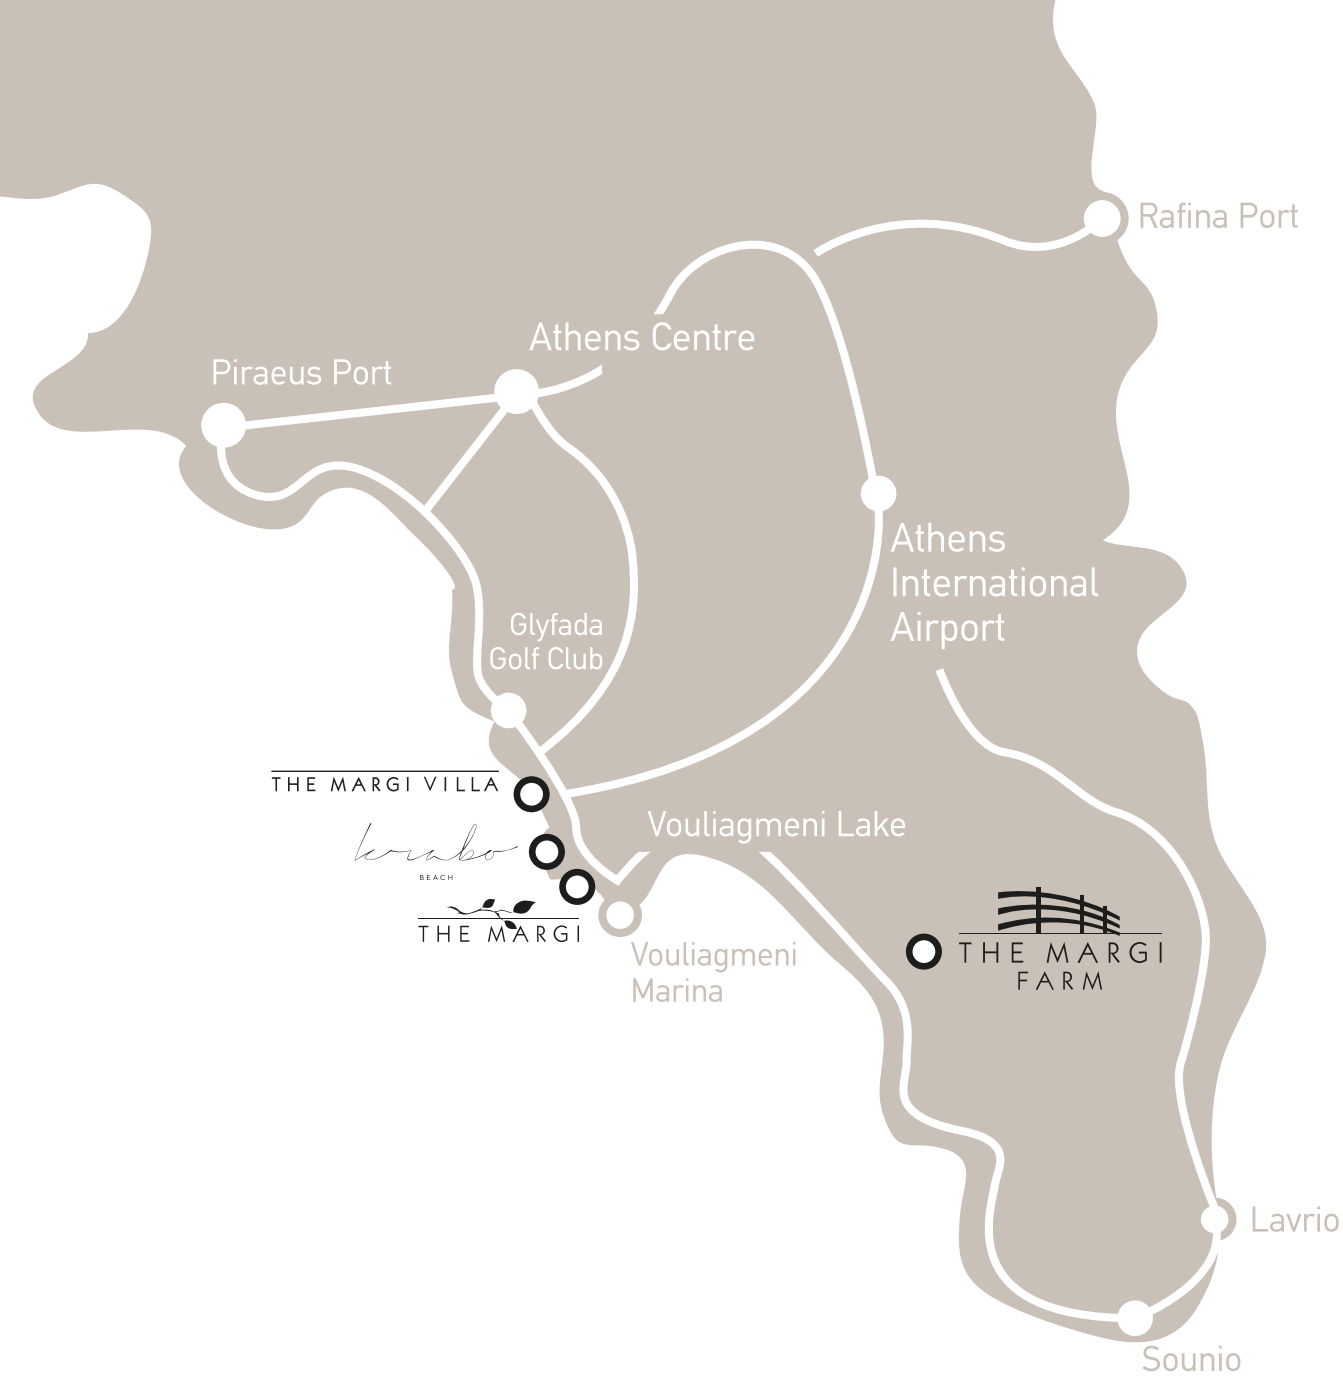 Rafina Port
Athens Centre
Piraeus Port
Athens
International
Airport
Glyfada
Golf Club
THE MARGI VILLA
Vouliagmeni Lake
krabo
BEACH
THE MARGI
Vouliagmeni
Marina
THE MARGI
FARM
Lavrio
Sounio